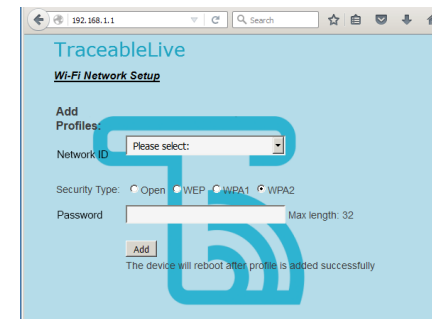 192.168.1.1 Search
TraceableLive
Wi-Fi Network Setup
Add
Profiles:
Network ID Please select:
Security Type: Open WEP WPA1 WPA2
Password Max length: 32
Add
The device will reboot after profile is added successfully